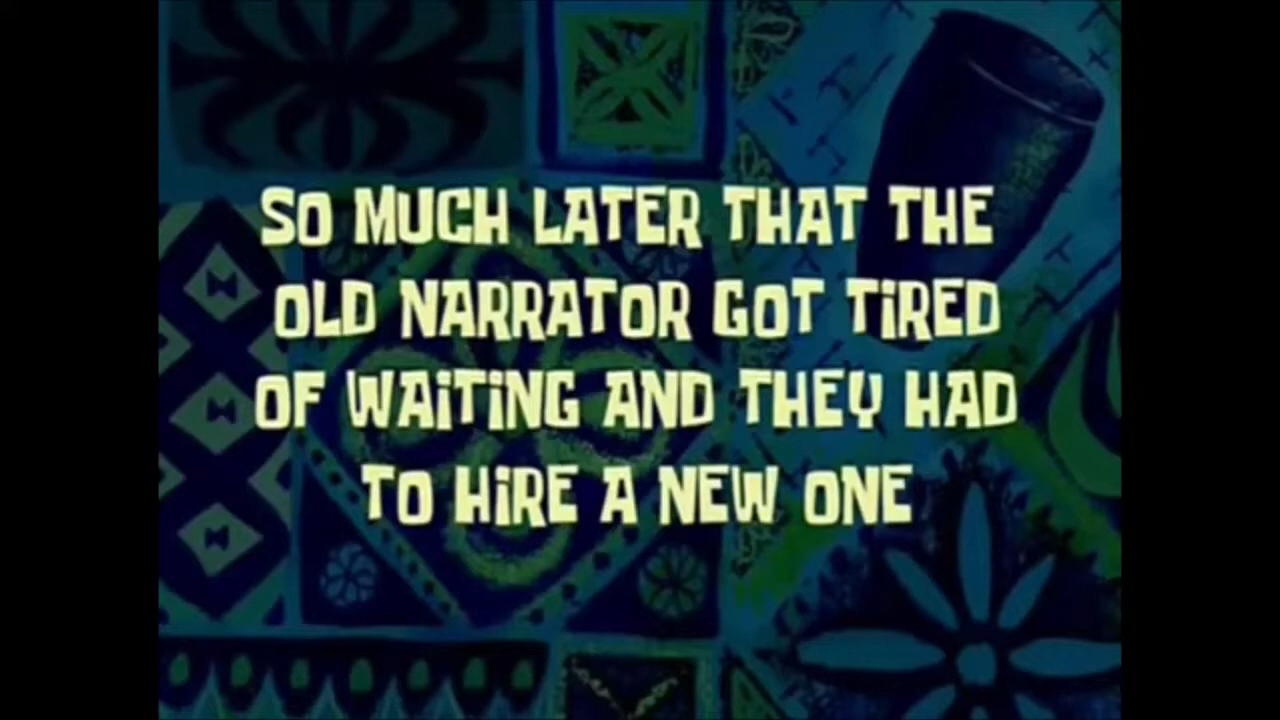 SO MUCH LATER THAT THE
OLD NARRATOR GOT TIRED
OF WAITING AND THEY HAD
TO HIRE A NEW ONE